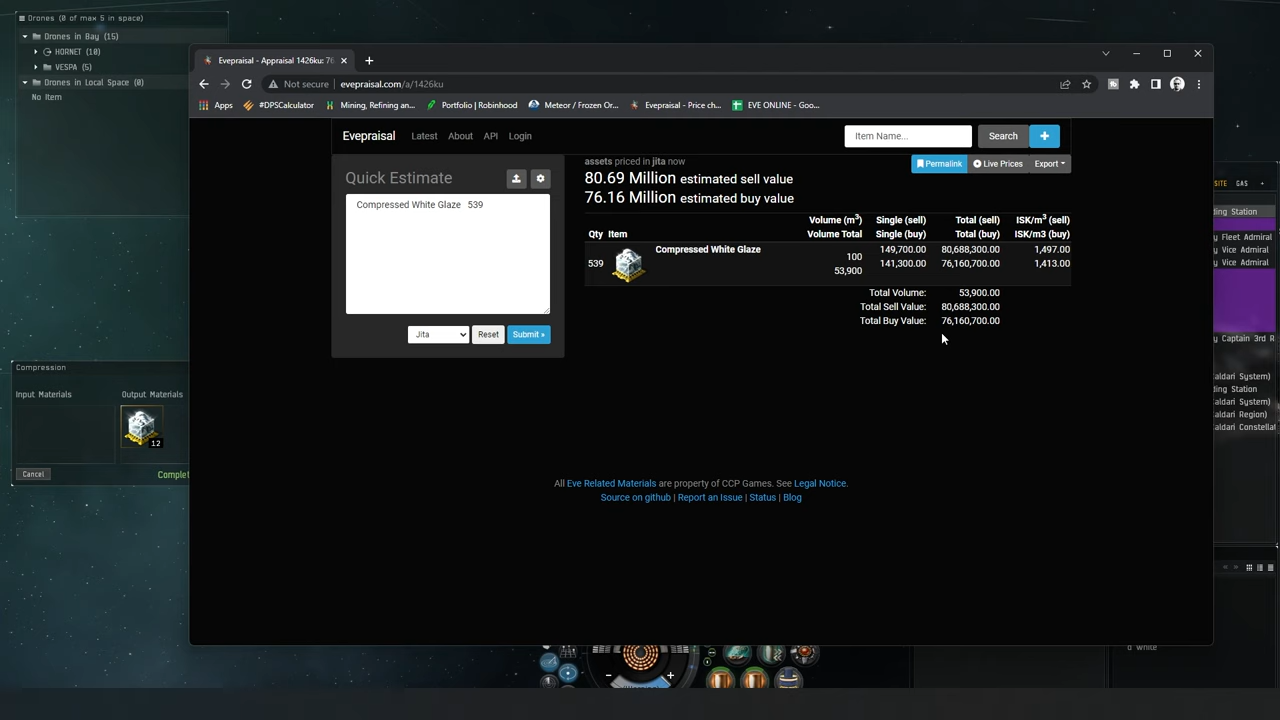 Drones (0 of max 5 in space)
Drones in Bay (15)
HORNET (10)
VESPA (5)
Drones in Local Space (0)
No Item
Evepraisal - Appraisal 1426ku: 76
Not secure | evepraisal.com/a/1426ku
Apps
#DPSCalculator
Mining, Refining an...
Portfolio | Robinhood
Meteor / Frozen Or...
Evepraisal - Price ch...
EVE ONLINE - Goo...
Evepraisal
Latest
About
API
Login
Item Name...
Search
+
Quick Estimate
Compressed White Glaze 539
Jita
Reset
Submit »
assets priced in jita now
80.69 Million estimated sell value
76.16 Million estimated buy value
Permalink
Live Prices
Export
Volume (m3) Single (sell) Total (sell) ISK/m3 (sell)
Qty Item Volume Total Single (buy) Total (buy) ISK/m3 (buy)
Compressed White Glaze 149,700.00 80,688,300.00 1,497.00
539 100 141,300.00 76,160,700.00 1,413.00
53,900
Total Volume: 53,900.00
Total Sell Value: 80,688,300.00
Total Buy Value: 76,160,700.00
All Eve Related Materials are property of CCP Games. See Legal Notice.
Source on github | Report an Issue | Status | Blog
Compression
Input Materials
Output Materials
12
Cancel
Complet
SITE GAS
ding Station
y Fleet Admiral
y Vice Admiral
y Vice Admiral
y Captain 3rd R
aldari System)
ding Station
aldari System)
aldari Region)
aldari Constellat
White